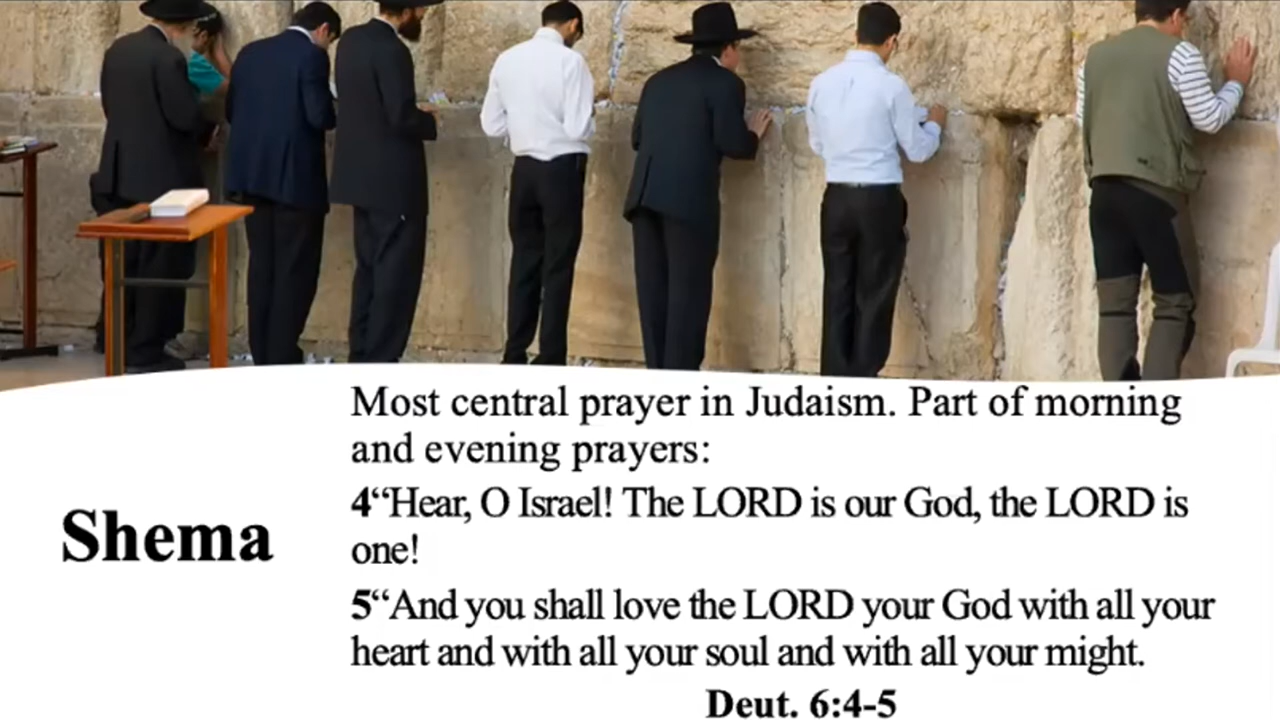 Most central prayer in Judaism. Part of morning
and evening prayers:
4“Hear, O Israel! The LORD is our God, the LORD is
one!
Shema
5“And you shall love the LORD your God with all your
heart and with all your soul and with all your might.
Deut. 6:4-5